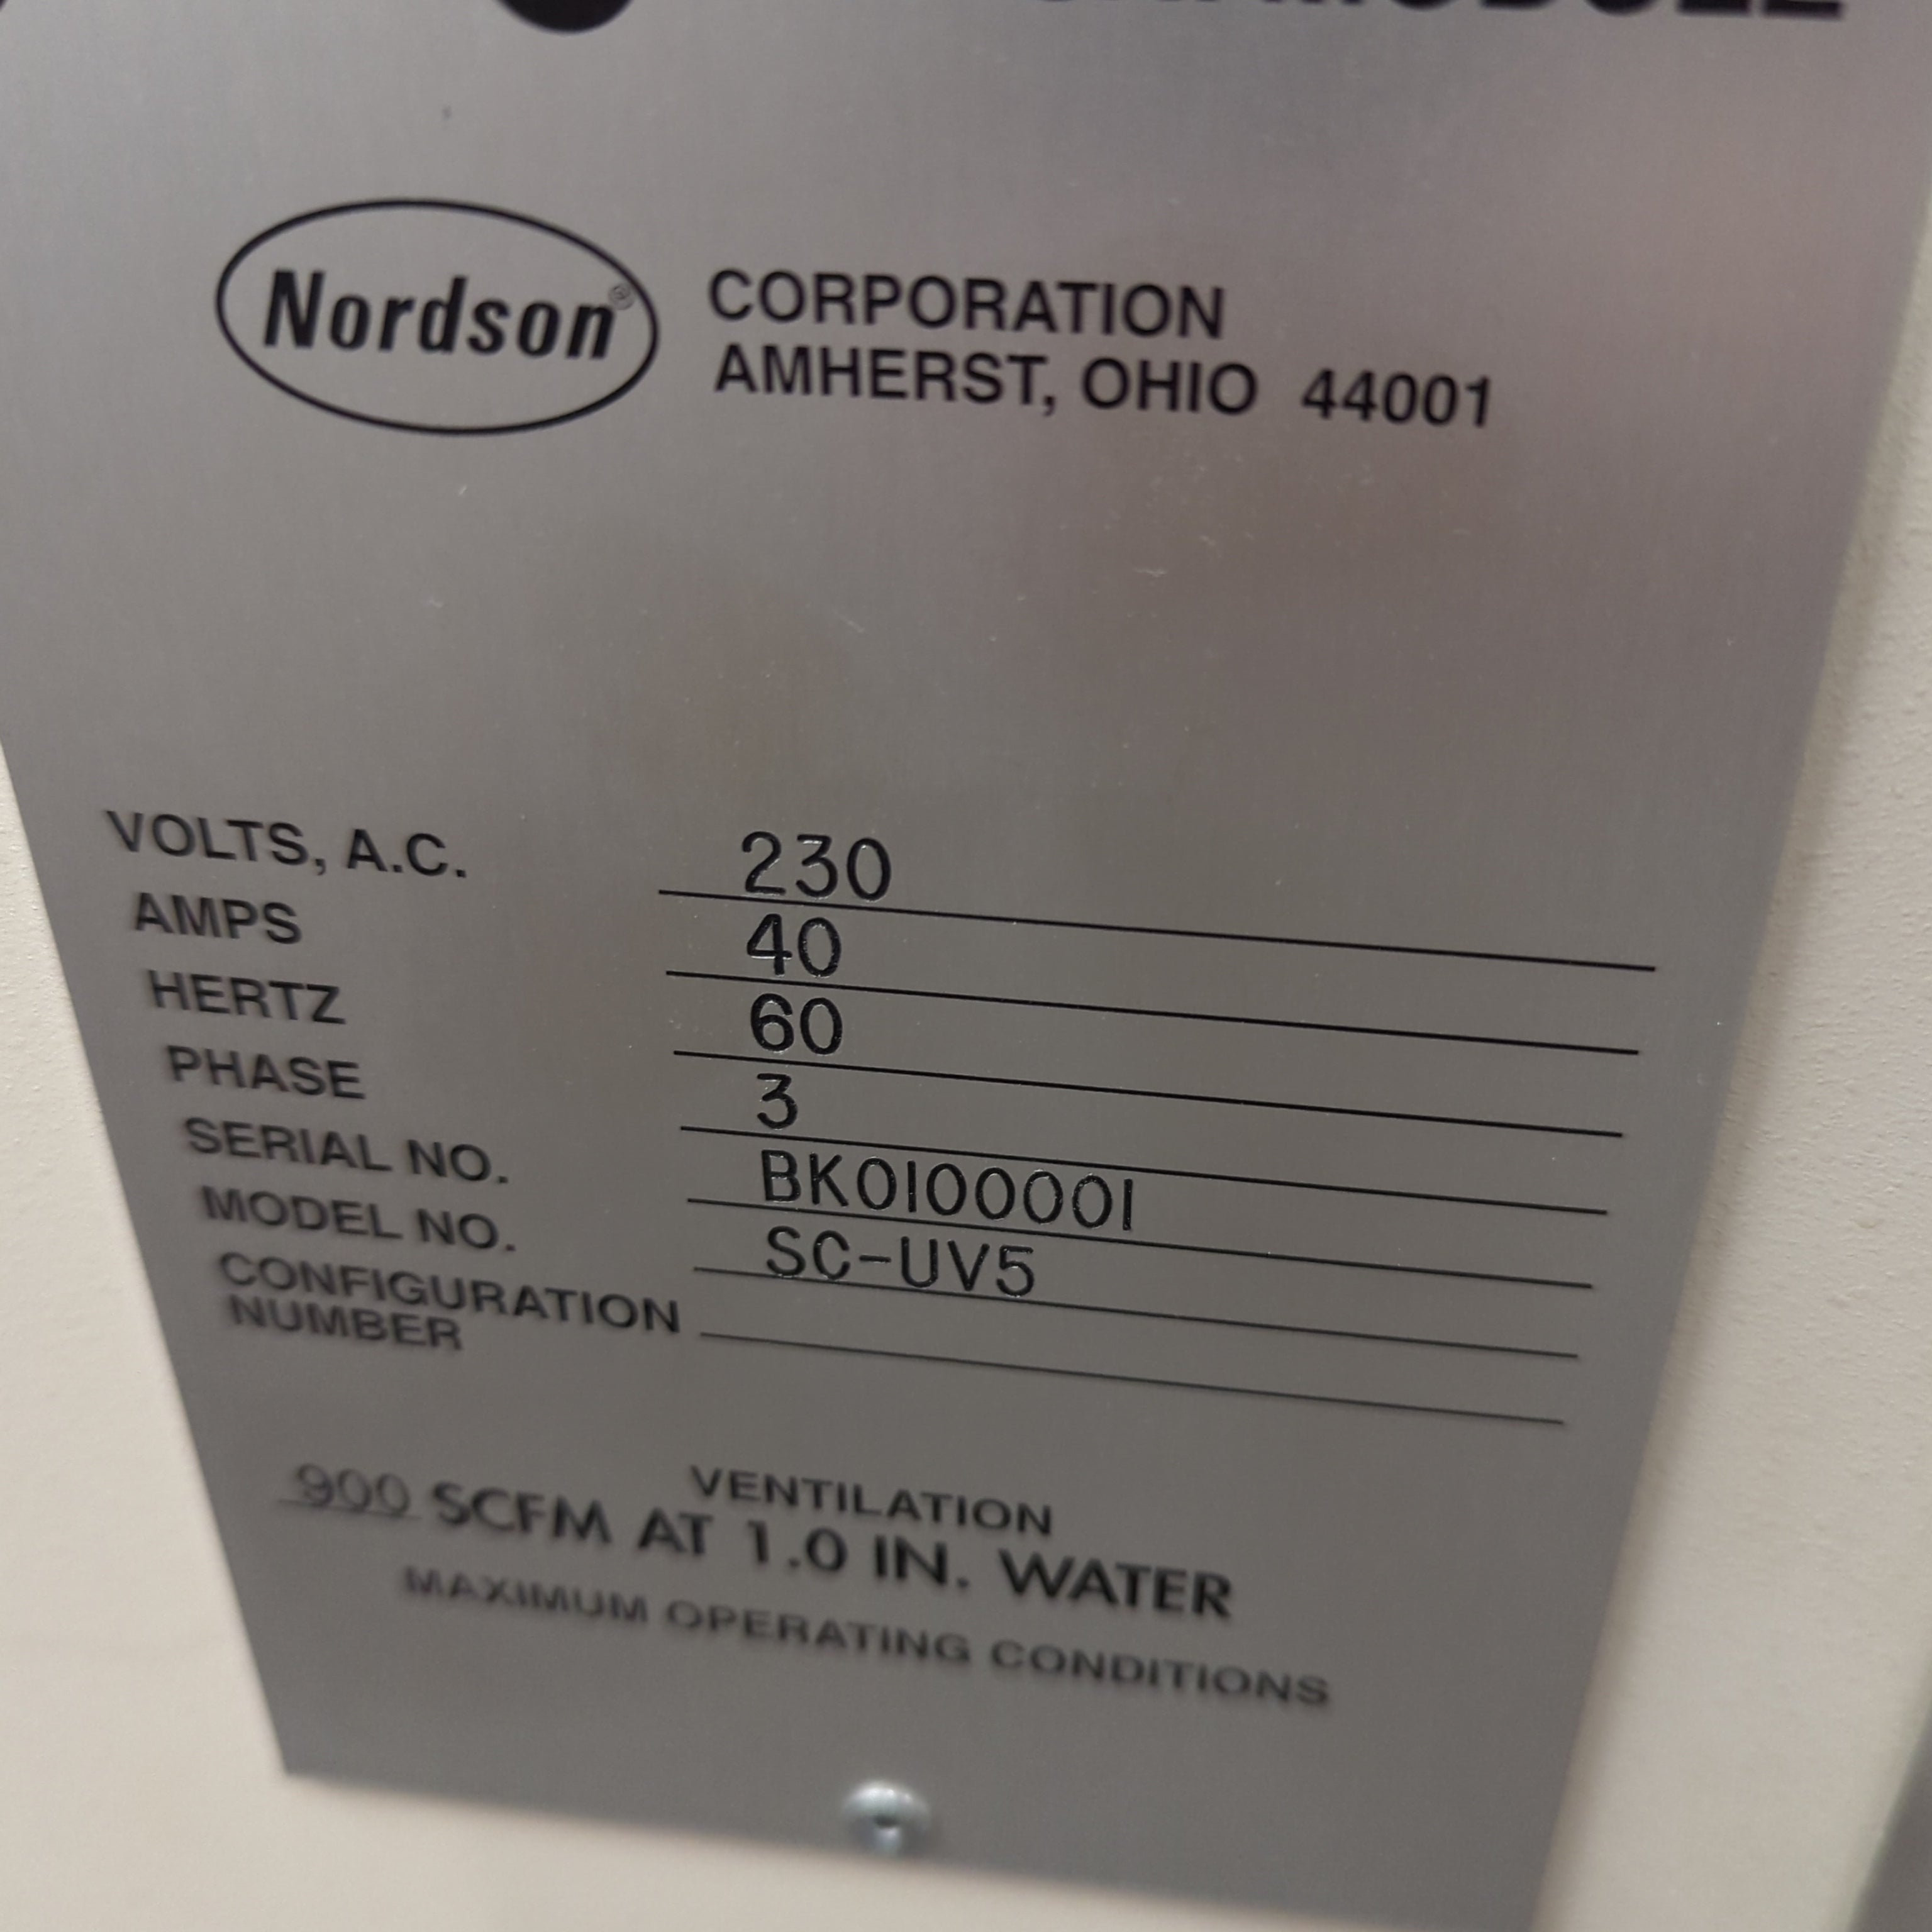 MODULE
Nordson®
CORPORATION
AMHERST, OHIO 44001
VOLTS, A.C. 230
AMPS 40
HERTZ 60
PHASE 3
SERIAL NO. BK0100001
MODEL NO. SC-UV5
CONFIGURATION
NUMBER
VENTILATION
900 SCFM AT 1.0 IN. WATER
MAXIMUM OPERATING CONDITIONS